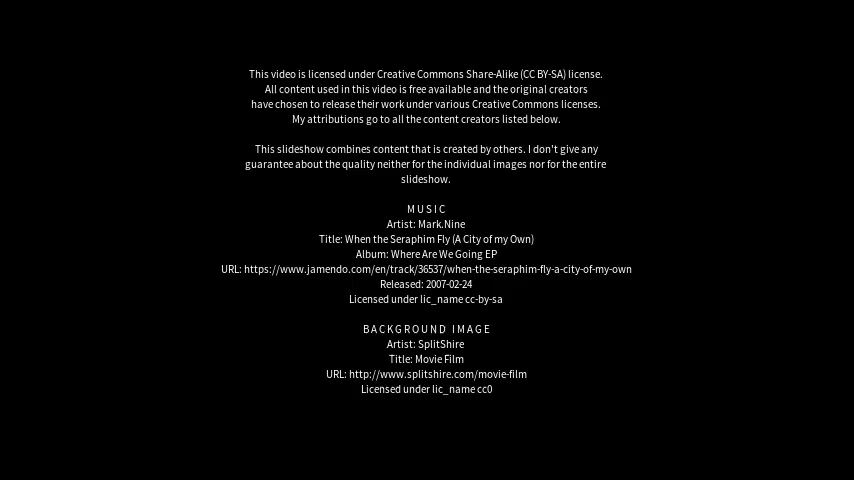 This video is licensed under Creative Commons Share-Alike (CC BY-SA) license.
All content used in this video is free available and the original creators
have chosen to release their work under various Creative Commons licenses.
My attributions go to all the content creators listed below.
This slideshow combines content that is created by others. I don't give any
guarantee about the quality neither for the individual images nor for the entire
slideshow.
MUSIC
Artist: Mark.Nine
Title: When the Seraphim Fly (A City of my Own)
Album: Where Are We Going EP
URL: https://www.jamendo.com/en/track/36537/when-the-seraphim-fly-a-city-of-my-own
Released: 2007-02-24
Licensed under lic_name cc-by-sa
BACKGROUND IMAGE
Artist: SplitShire
Title: Movie Film
URL: http://www.splitshire.com/movie-film
Licensed under lic_name cc0